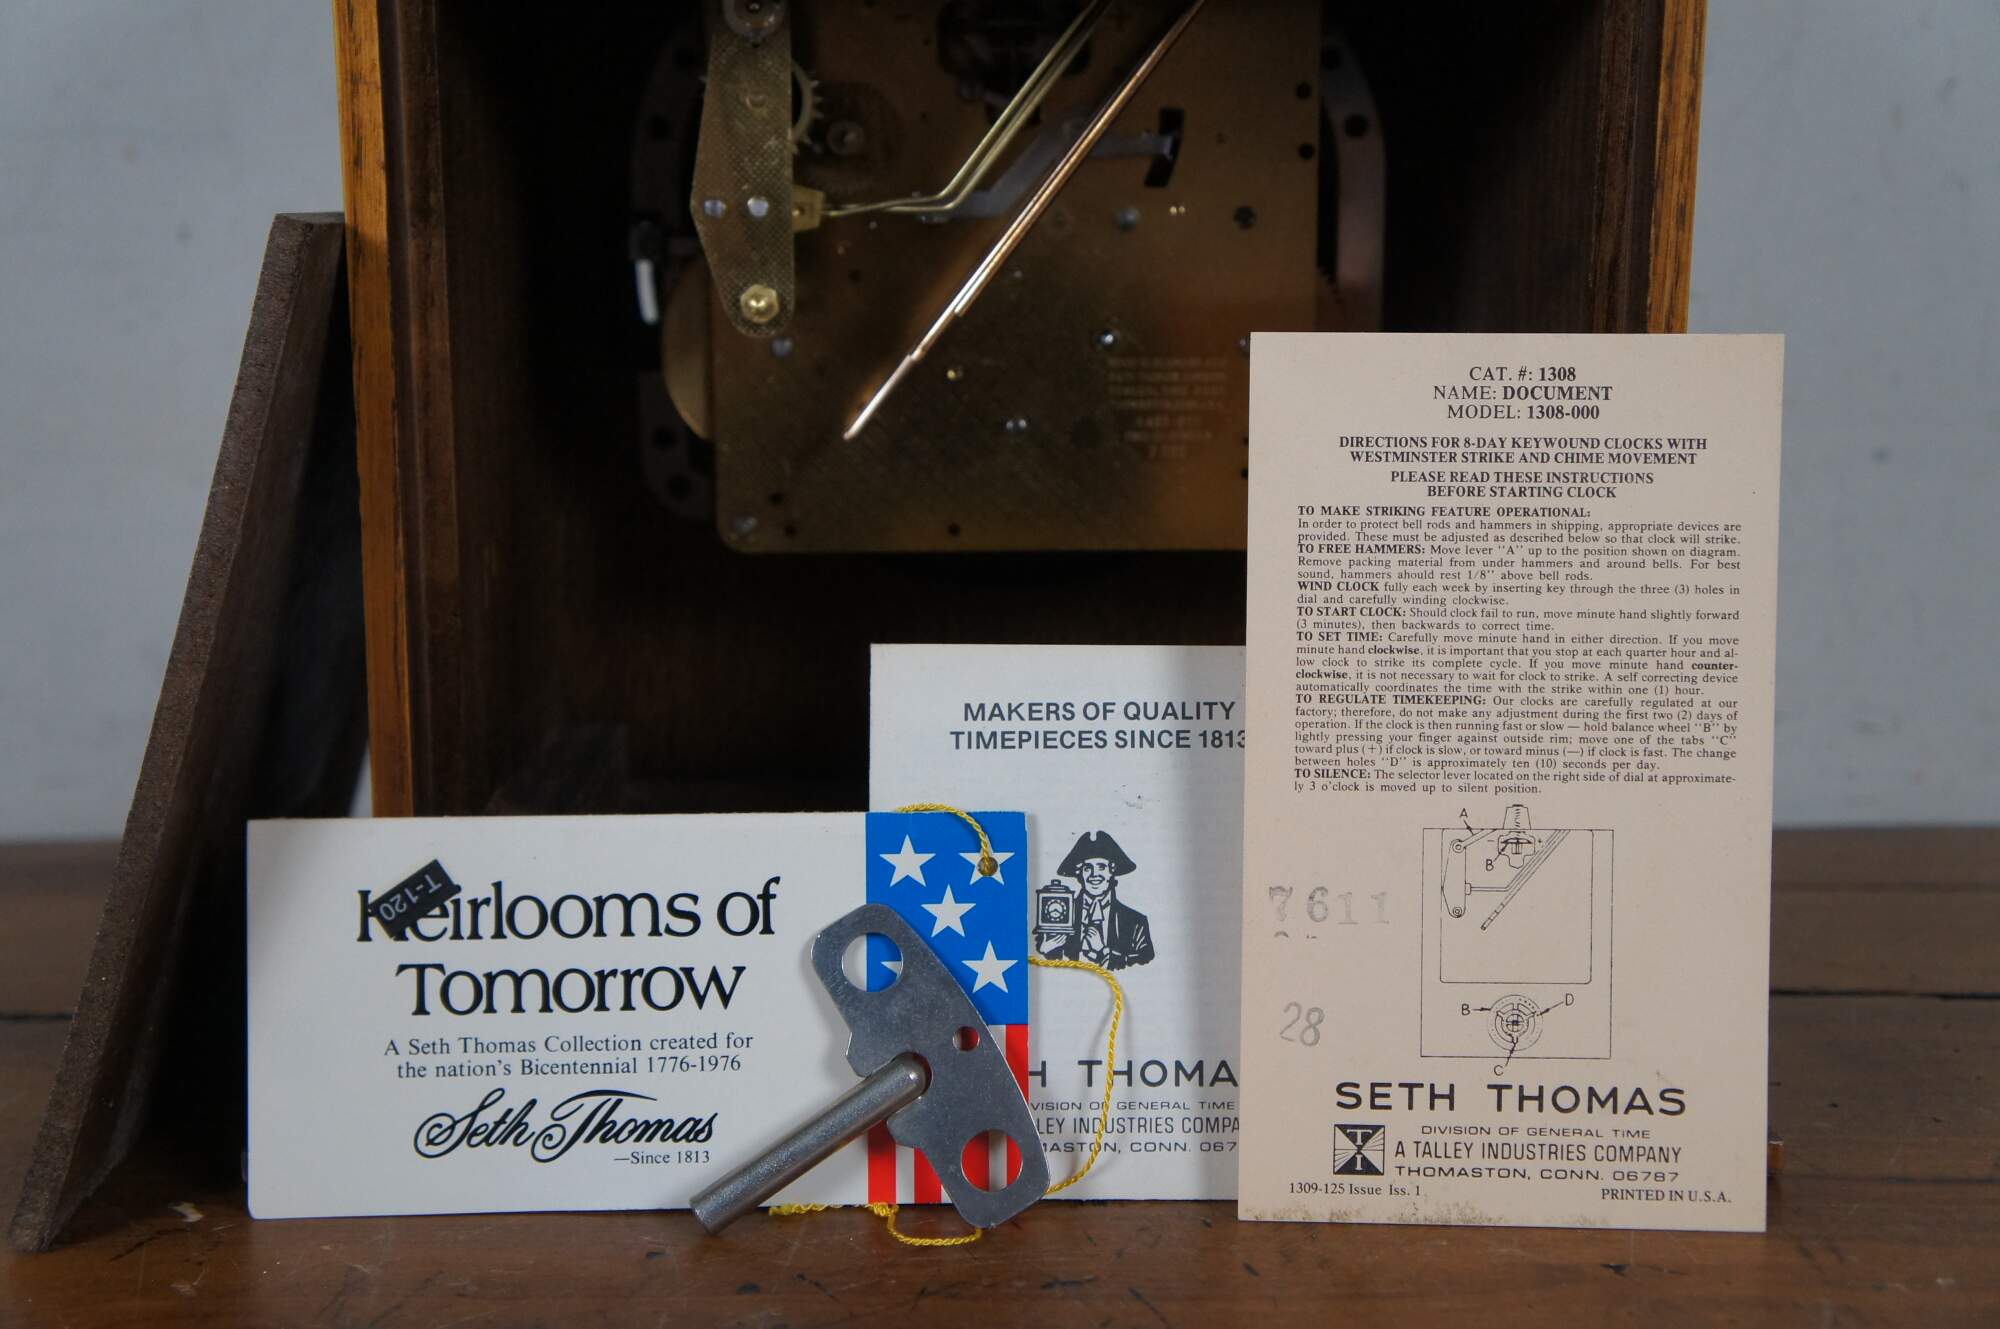 CAT. #: 1308
NAME: DOCUMENT
MODEL: 1308-000
DIRECTIONS FOR 8-DAY KEYWOUND CLOCKS WITH
WESTMINSTER STRIKE AND CHIME MOVEMENT
PLEASE READ THESE INSTRUCTIONS
BEFORE STARTING CLOCK
TO MAKE STRIKING FEATURE OPERATIONAL:
In order to protect bell rods and hammers in shipping, appropriate devices are
provided. These must be adjusted as described below so that clock will strike.
TO FREE HAMMERS: Move lever "A" up to the position shown on diagram.
Remove packing material from under hammers and around bells. For best
sound, hammers ahould rest 1/8" above bell rods.
WIND CLOCK fully each week by inserting key through the three (3) holes in
dial and carefully winding clockwise.
TO START CLOCK: Should clock fail to run, move minute hand slightly forward
(3 minutes), then backwards to correct time.
TO SET TIME: Carefully move minute hand in either direction. If you move
minute hand clockwise, it is important that you stop at each quarter hour and al-
low clock to strike its complete cycle. If you move minute hand counter-
clockwise, it is not necessary to wait for clock to strike. A self correcting device
automatically coordinates the time with the strike within one (1) hour.
TO REGULATE TIMEKEEPING: Our clocks are carefully regulated at our
factory; therefore, do not make any adjustment during the first two (2) days of
operation. If the clock is then running fast or slow — hold balance wheel "B" by
lightly pressing your finger against outside rim; move one of the tabs "C"
toward plus (+) if clock is slow, or toward minus (—) if clock is fast. The change
between holes "D" is approximately ten (10) seconds per day.
TO SILENCE: The selector lever located on the right side of dial at approximate-
ly 3 o'clock is moved up to silent position.
A
B
- +
7611
28
B
D
C
SETH THOMAS
DIVISION OF GENERAL TIME
TI
A TALLEY INDUSTRIES COMPANY
THOMASTON, CONN. 06787
1309-125 Issue Iss. 1
PRINTED IN U.S.A.
MAKERS OF QUALITY
TIMEPIECES SINCE 1813
H THOMA
VISION OF GENERAL TIME
LEY INDUSTRIES COMPA
MASTON, CONN. 067
T-120
Heirlooms of
Tomorrow
A Seth Thomas Collection created for
the nation's Bicentennial 1776-1976
Seth Thomas
—Since 1813